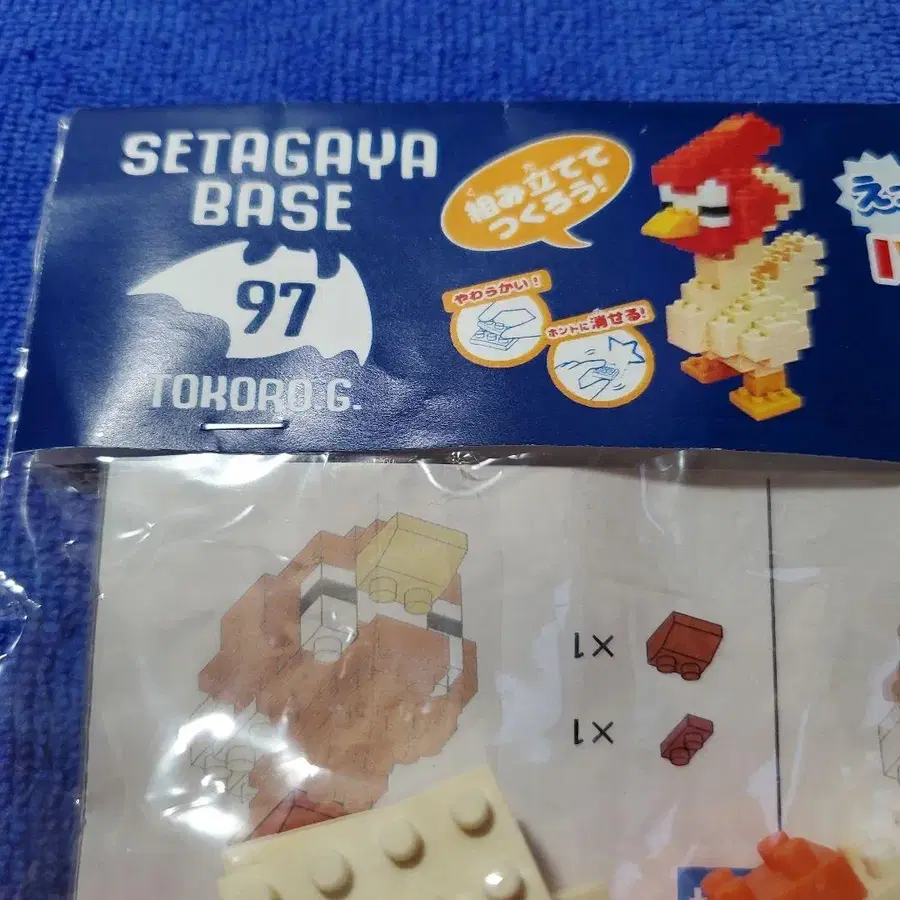 SETAGAYA
BASE
97
TOKORO.G.
組み立てて
つくろう!
やわらかい!
ホントに消せる!
×1
×1